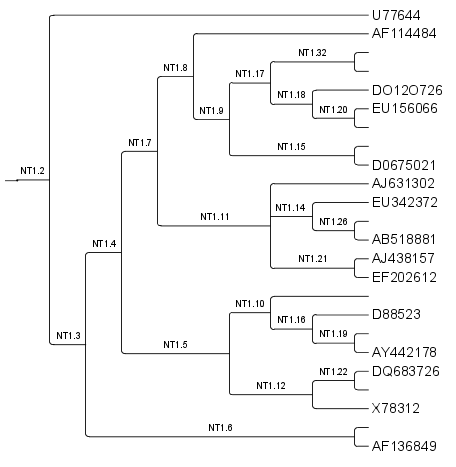 U77644
AF114484
NT1.32
NT1.8
NT1.17
DO12O726
NT1.18
EU156066
NT1.20
NT1.9
NT1.7
NT1.15
D0675021
NT1.2
AJ631302
EU342372
NT1.14
NT1.11
NT1.26
AB518881
NT1.4
AJ438157
NT1.21
EF202612
NT1.10
D88523
NT1.16
NT1.3
NT1.19
NT1.5
AY442178
DQ683726
NT1.22
NT1.12
X78312
NT1.6
AF136849